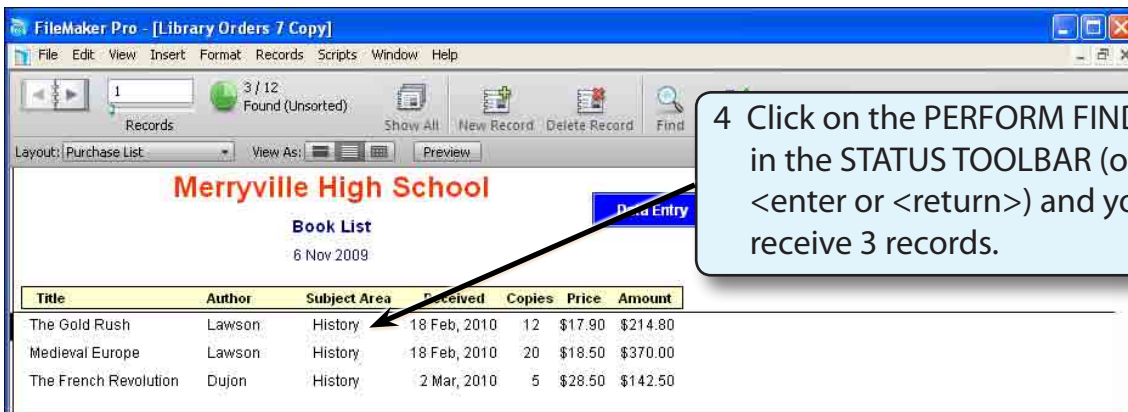 FileMaker Pro - [Library Orders 7 Copy]
File Edit View Insert Format Records Scripts Window Help
1
3 / 12
Found (Unsorted)
Records
Show All New Record Delete Record Find
Layout: Purchase List View As: Preview
4 Click on the PERFORM FIND
in the STATUS TOOLBAR (o
<enter or <return>) and yo
receive 3 records.
Merryville High School
Data Entry
Book List
6 Nov 2009
Title Author Subject Area Received Copies Price Amount
The Gold Rush Lawson History 18 Feb, 2010 12 $17.90 $214.80
Medieval Europe Lawson History 18 Feb, 2010 20 $18.50 $370.00
The French Revolution Dujon History 2 Mar, 2010 5 $28.50 $142.50